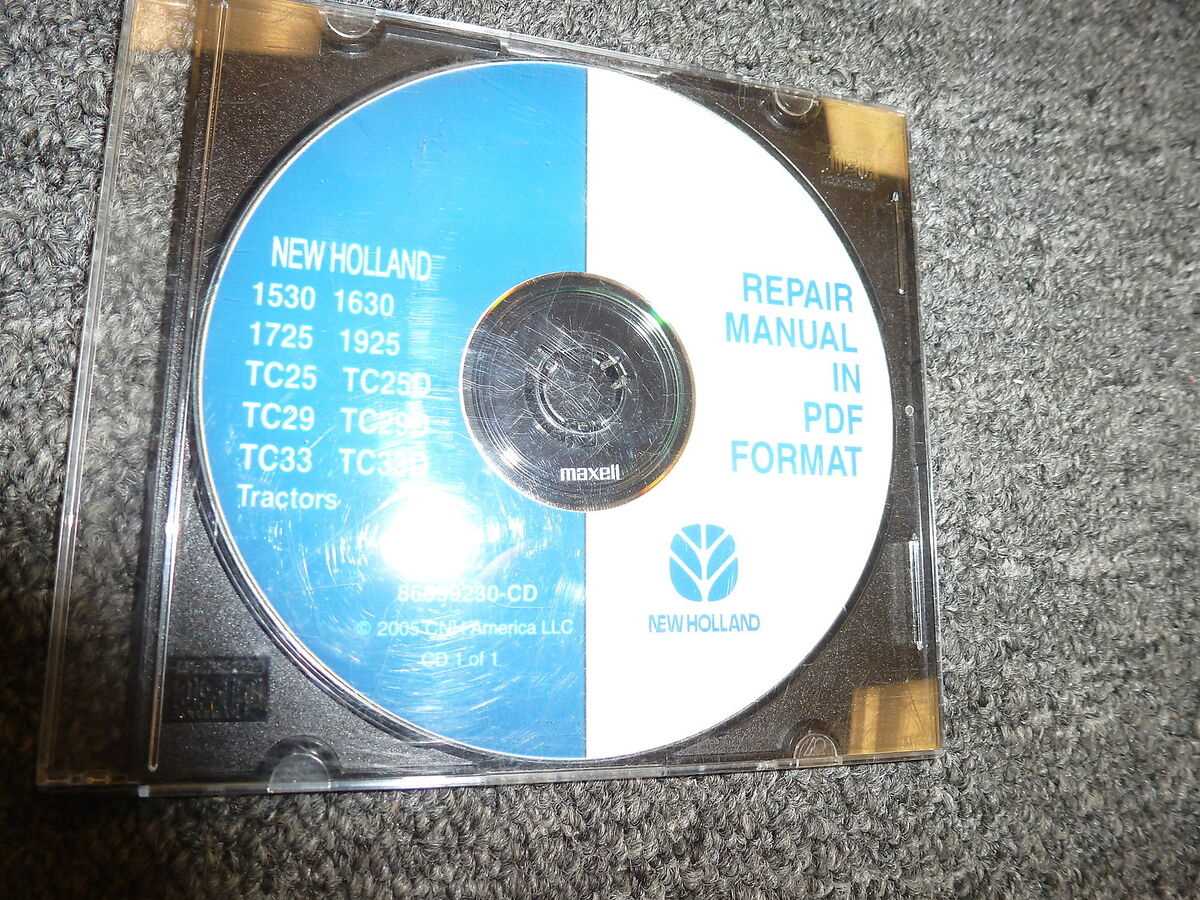 NEW HOLLAND
1530 1630
1725 1925
TC25 TC25D
TC29 TC29D
TC33 TC33D
Tractors
CD 1 of 1
© 2005 CNH America LLC
maxell
REPAIR
MANUAL
IN
PDF
FORMAT
NEW HOLLAND